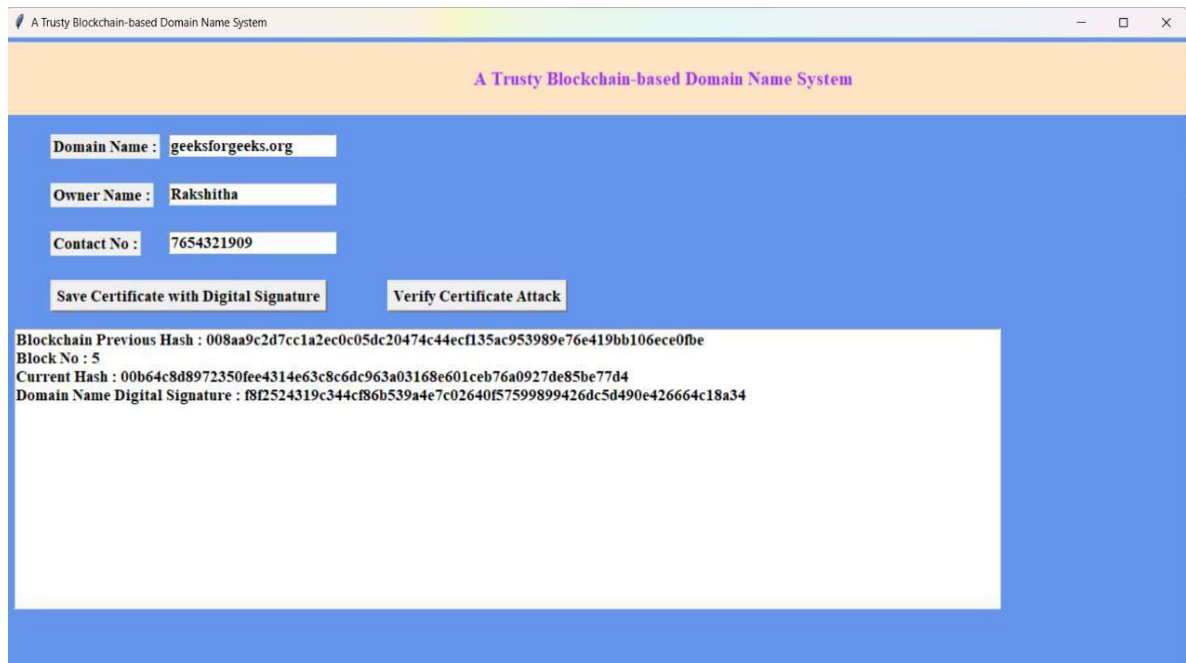 A Trusty Blockchain-based Domain Name System
A Trusty Blockchain-based Domain Name System
Domain Name : geeksforgeeks.org
Owner Name : Rakshitha
Contact No : 7654321909
Save Certificate with Digital Signature Verify Certificate Attack
Blockchain Previous Hash : 008aa9c2d7cc1a2ec0c05dc20474c44ecf135ac953989e76e419bb106ece0fbe
Block No : 5
Current Hash : 00b64c8d8972350fee4314e63c8c6dc963a03168e601ceb76a0927de85be77d4
Domain Name Digital Signature : f8f2524319c344cf86b539a4e7c02640f57599899426dc5d490e426664c18a34